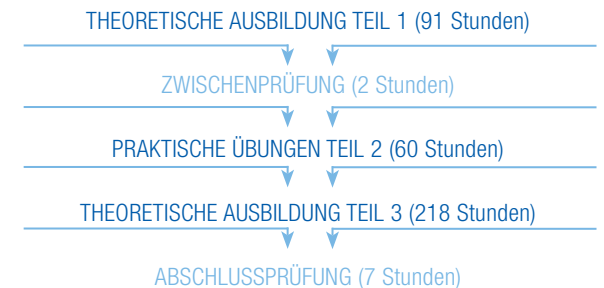 THEORETISCHE AUSBILDUNG TEIL 1 (91 Stunden)
ZWISCHENPRÜFUNG (2 Stunden)
PRAKTISCHE ÜBUNGEN TEIL 2 (60 Stunden)
THEORETISCHE AUSBILDUNG TEIL 3 (218 Stunden)
ABSCHLUSSPRÜFUNG (7 Stunden)